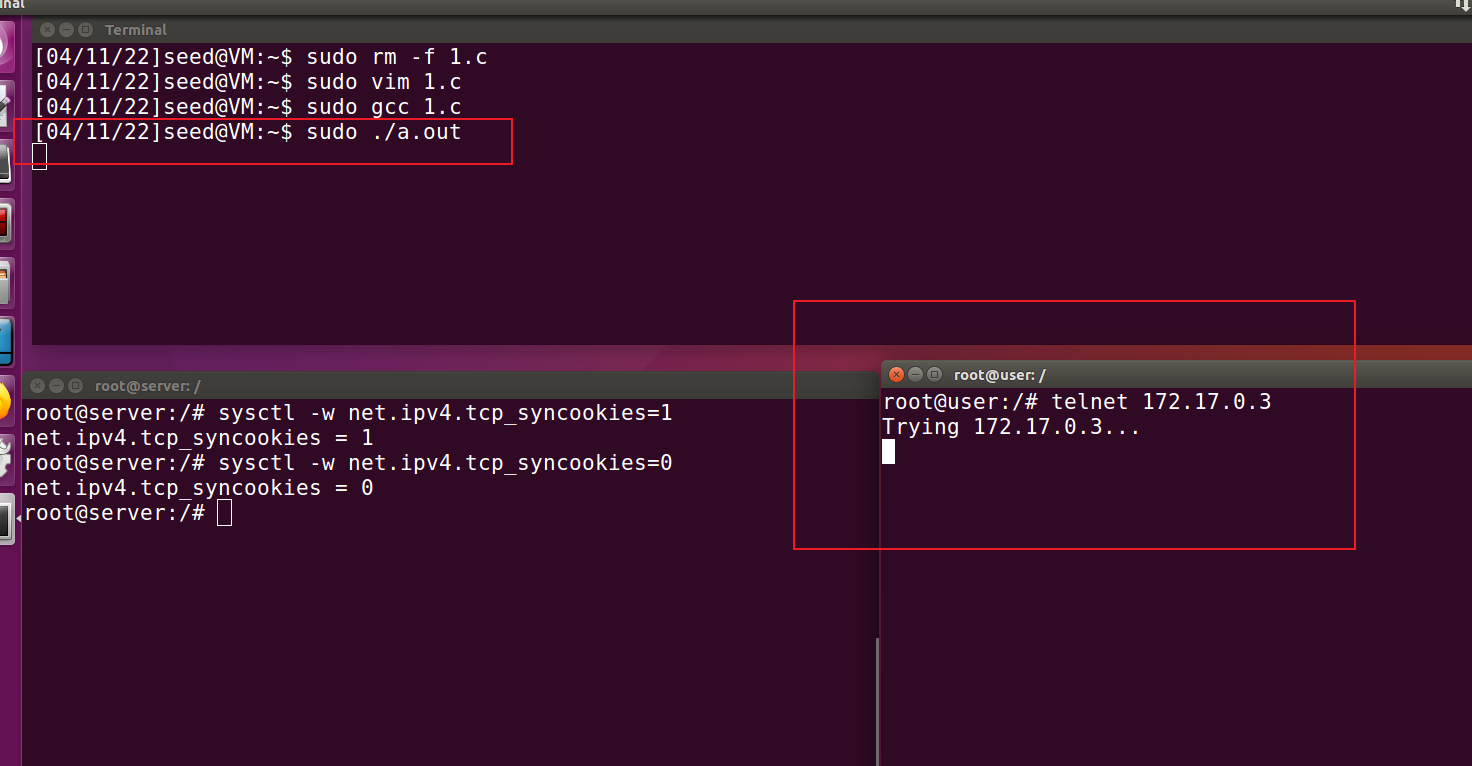 nal
Terminal
[04/11/22]seed@VM:~$ sudo rm -f 1.c
[04/11/22]seed@VM:~$ sudo vim 1.c
[04/11/22]seed@VM:~$ sudo gcc 1.c
[04/11/22]seed@VM:~$ sudo ./a.out
root@server: /
root@server:/# sysctl -w net.ipv4.tcp_syncookies=1
net.ipv4.tcp_syncookies = 1
root@server:/# sysctl -w net.ipv4.tcp_syncookies=0
net.ipv4.tcp_syncookies = 0
root@server:/#
root@user: /
root@user:/# telnet 172.17.0.3
Trying 172.17.0.3...